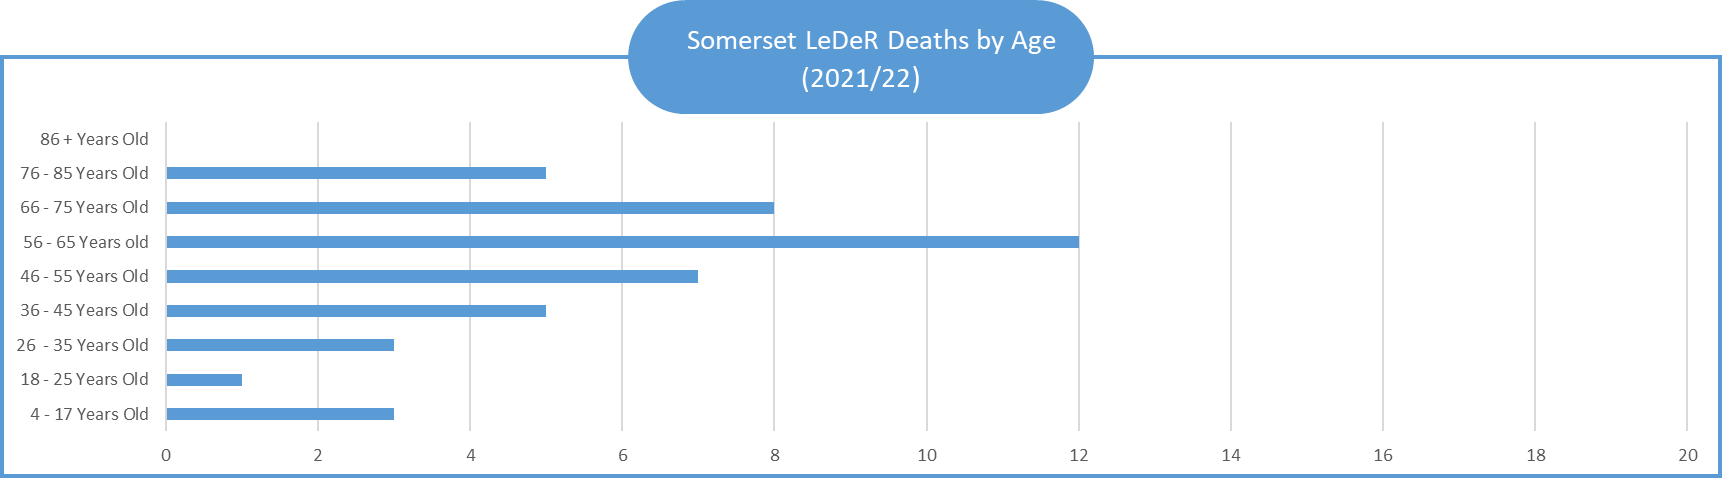 Somerset LeDeR Deaths by Age
(2021/22)
86 + Years Old
76 - 85 Years Old
66 - 75 Years Old
56 - 65 Years old
46 - 55 Years Old
36 - 45 Years Old
26  - 35 Years Old
18 - 25 Years Old
4 - 17 Years Old
0 2 4 6 8 10 12 14 16 18 20